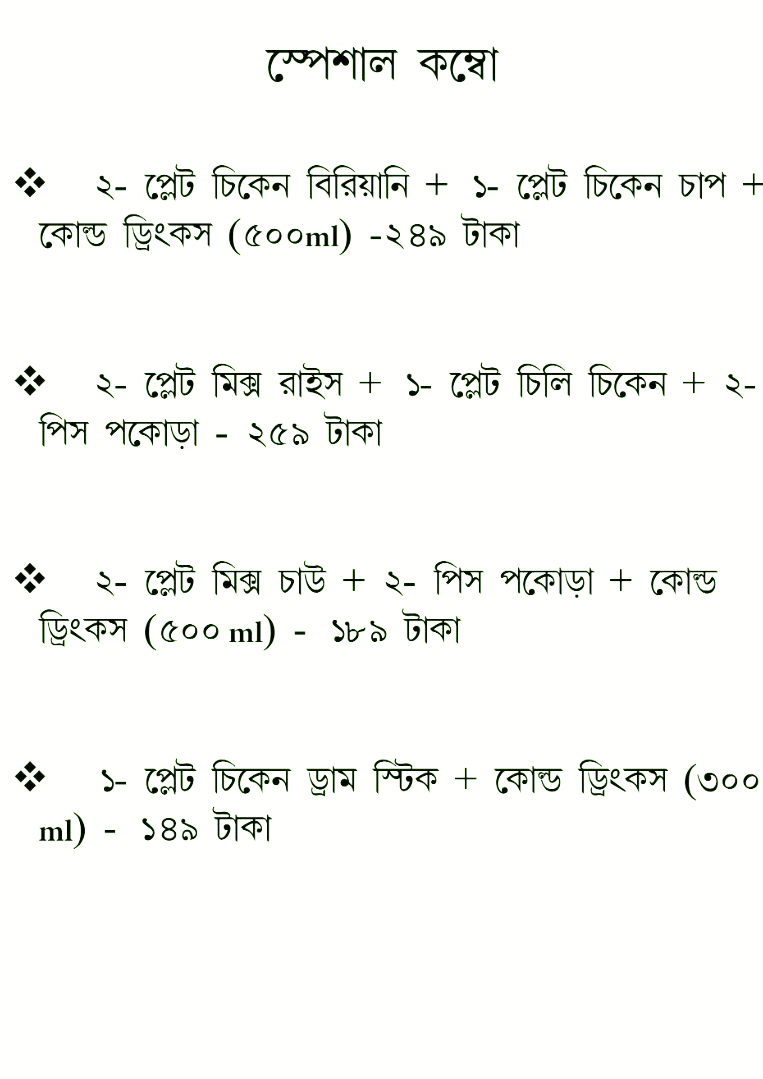 স্পেশাল কম্বো
❖ ২- প্লেট চিকেন বিরিয়ানি + ১- প্লেট চিকেন চাপ +
কোল্ড ড্রিংকস (৫০০ml) -২৪৯ টাকা
❖ ২- প্লেট মিক্স রাইস + ১- প্লেট চিলি চিকেন + ২-
পিস পকোড়া - ২৫৯ টাকা
❖ ২- প্লেট মিক্স চাউ + ২- পিস পকোড়া + কোল্ড
ড্রিংকস (৫০০ ml) - ১৮৯ টাকা
❖ ১- প্লেট চিকেন ড্রাম স্টিক + কোল্ড ড্রিংকস (৩০০
ml) - ১৪৯ টাকা